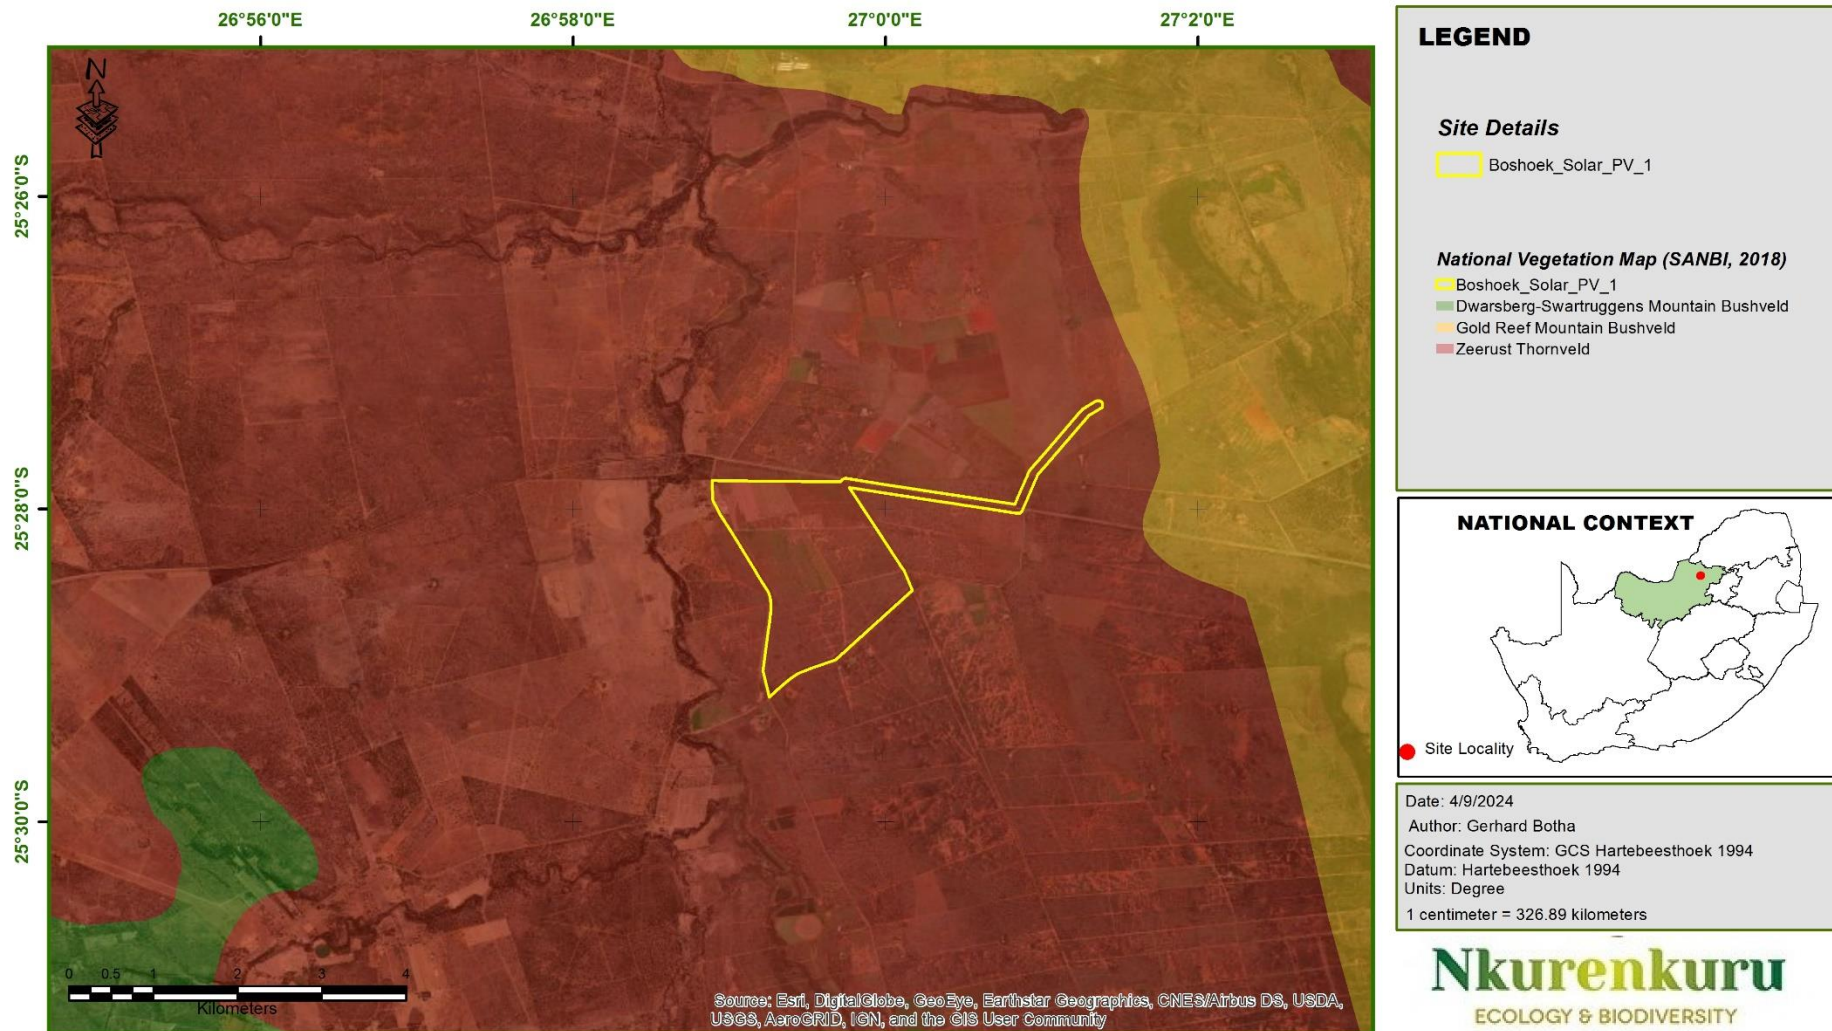 26°56'0"E
26°58'0"E
27°0'0"E
27°2'0"E
N
25°26'0"S
25°28'0"S
25°30'0"S
0 0.5 1 2 3 4
Kilometers
Source: Esri, DigitalGlobe, GeoEye, Earthstar Geographics, CNES/Airbus DS, USDA,
USGS, AeroGRID, IGN, and the GIS User Community
LEGEND
Site Details
Boshoek_Solar_PV_1
National Vegetation Map (SANBI, 2018)
Boshoek_Solar_PV_1
Dwarsberg-Swartruggens Mountain Bushveld
Gold Reef Mountain Bushveld
Zeerust Thornveld
NATIONAL CONTEXT
Site Locality
Date: 4/9/2024
Author: Gerhard Botha
Coordinate System: GCS Hartebeesthoek 1994
Datum: Hartebeesthoek 1994
Units: Degree
1 centimeter = 326.89 kilometers
Nkurenkuru
ECOLOGY & BIODIVERSITY